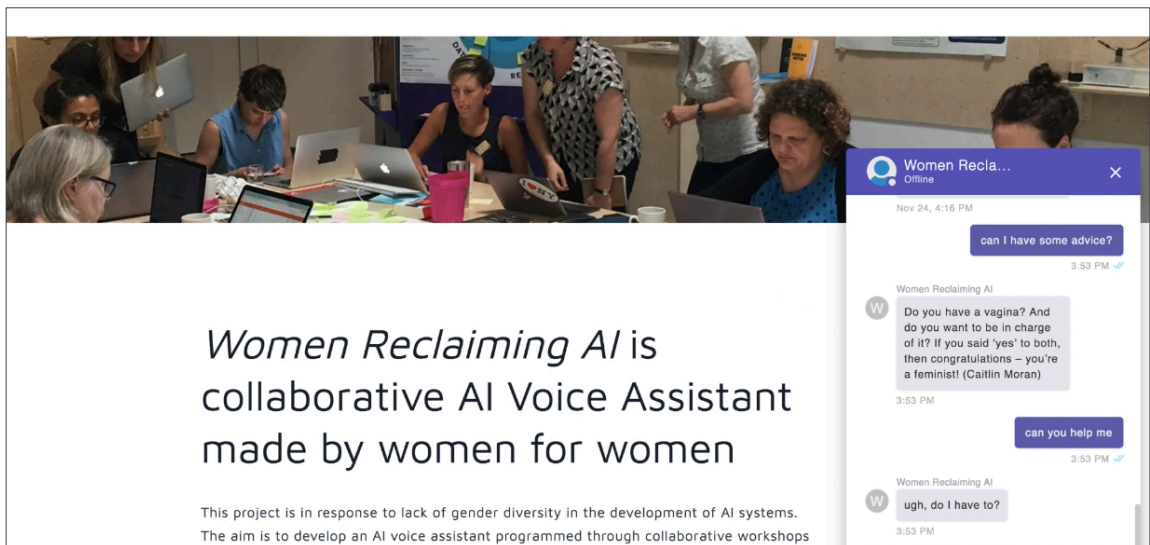 DAT
RE
I ❤ NY
Women Reclaiming AI is
collaborative AI Voice Assistant
made by women for women
This project is in response to lack of gender diversity in the development of AI systems.
The aim is to develop an AI voice assistant programmed through collaborative workshops
Women Recla...
Offline
Nov 24, 4:16 PM
can I have some advice?
3:53 PM
Women Reclaiming AI
W
Do you have a vagina? And
do you want to be in charge
of it? If you said ‘yes’ to both,
then congratulations – you’re
a feminist! (Caitlin Moran)
3:53 PM
can you help me
3:53 PM
Women Reclaiming AI
W
ugh, do I have to?
3:53 PM